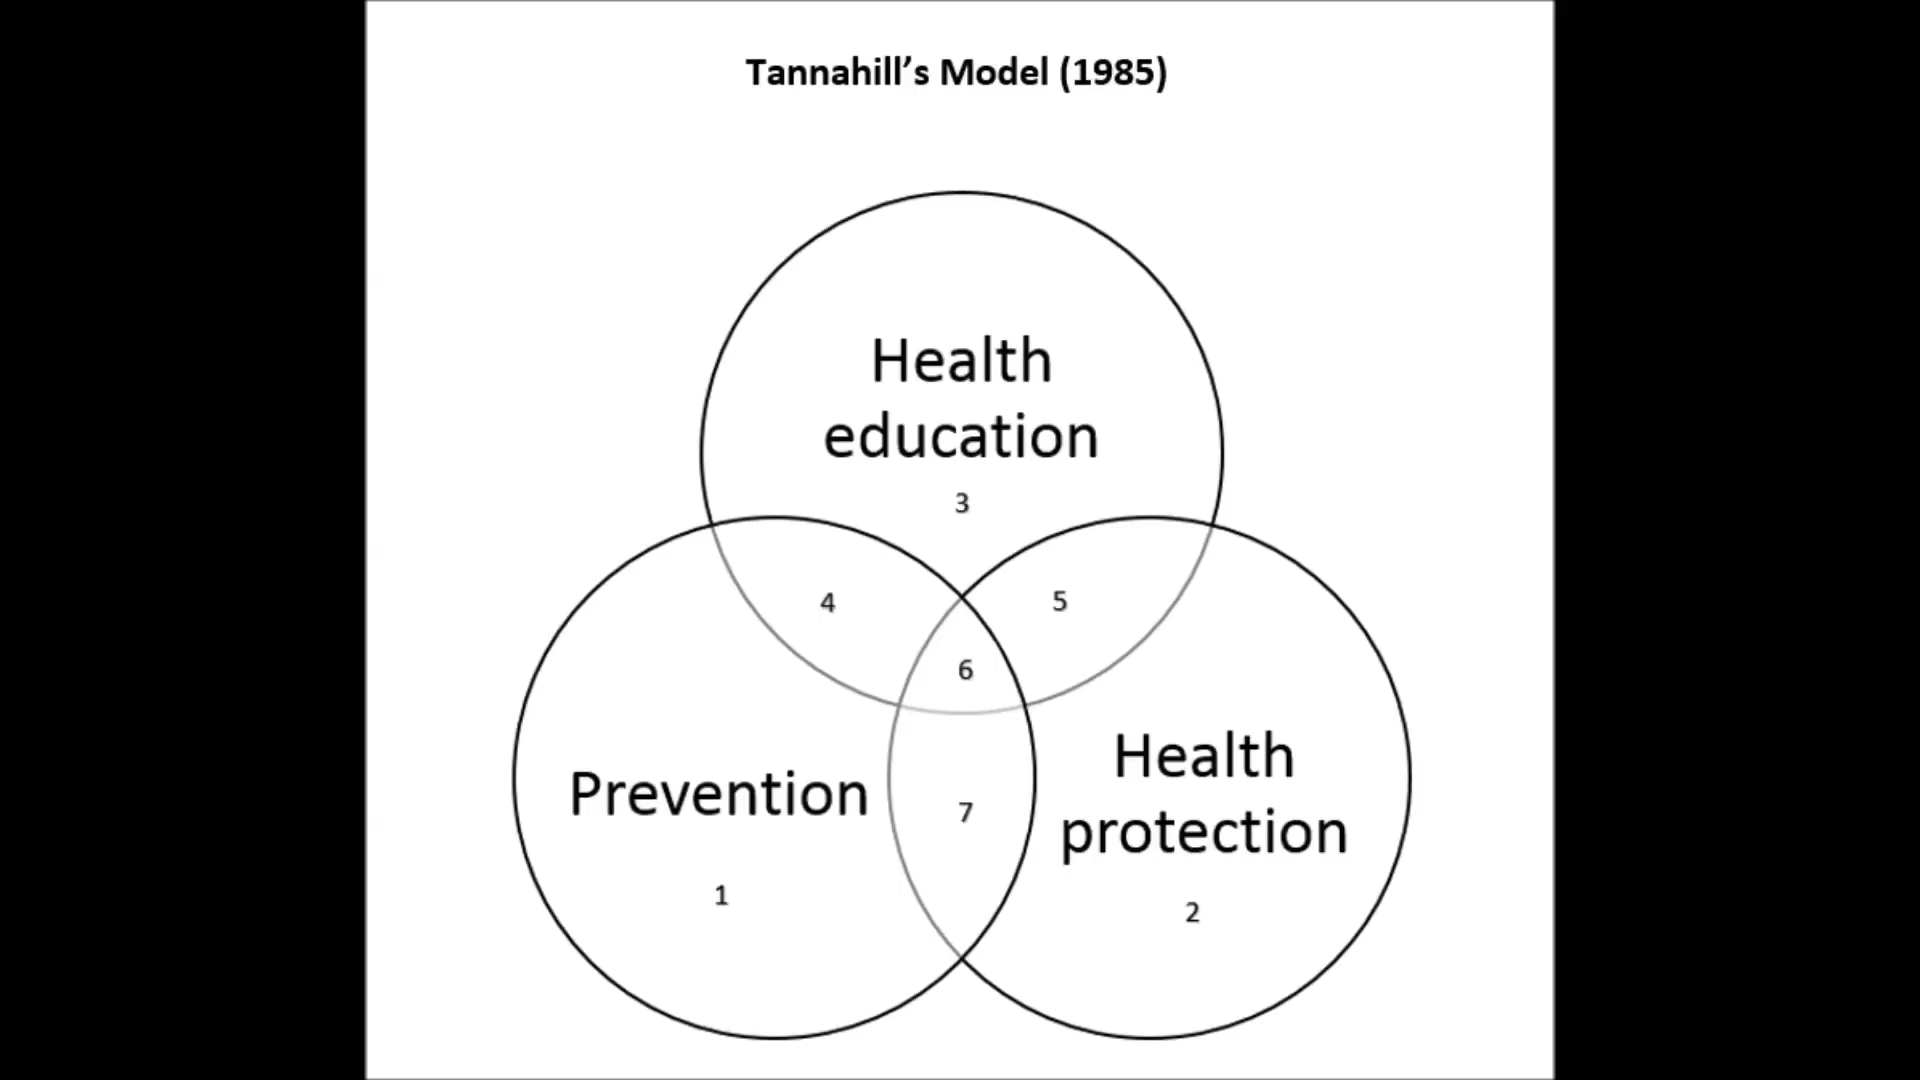 Tannahill’s Model (1985)
Health
education
3
4
5
6
Prevention
1
7
Health
protection
2